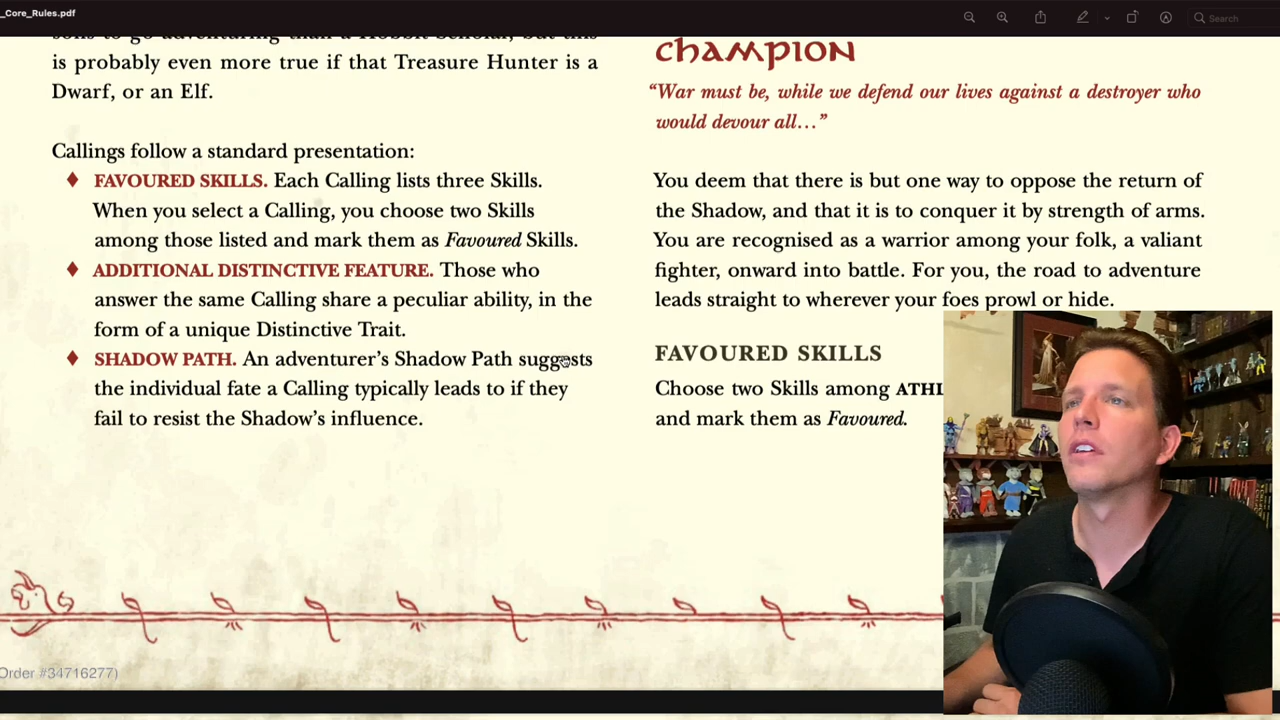 _Core_Rules.pdf
Search
is probably even more true if that Treasure Hunter is a
Dwarf, or an Elf.
Callings follow a standard presentation:
FAVOURED SKILLS. Each Calling lists three Skills.
When you select a Calling, you choose two Skills
among those listed and mark them as Favoured Skills.
ADDITIONAL DISTINCTIVE FEATURE. Those who
answer the same Calling share a peculiar ability, in the
form of a unique Distinctive Trait.
SHADOW PATH. An adventurer's Shadow Path suggests
the individual fate a Calling typically leads to if they
fail to resist the Shadow's influence.
champion
“War must be, while we defend our lives against a destroyer who
would devour all…”
You deem that there is but one way to oppose the return of
the Shadow, and that it is to conquer it by strength of arms.
You are recognised as a warrior among your folk, a valiant
fighter, onward into battle. For you, the road to adventure
leads straight to wherever your foes prowl or hide.
FAVOURED SKILLS
Choose two Skills among ATHL
and mark them as Favoured.
Order #34716277)